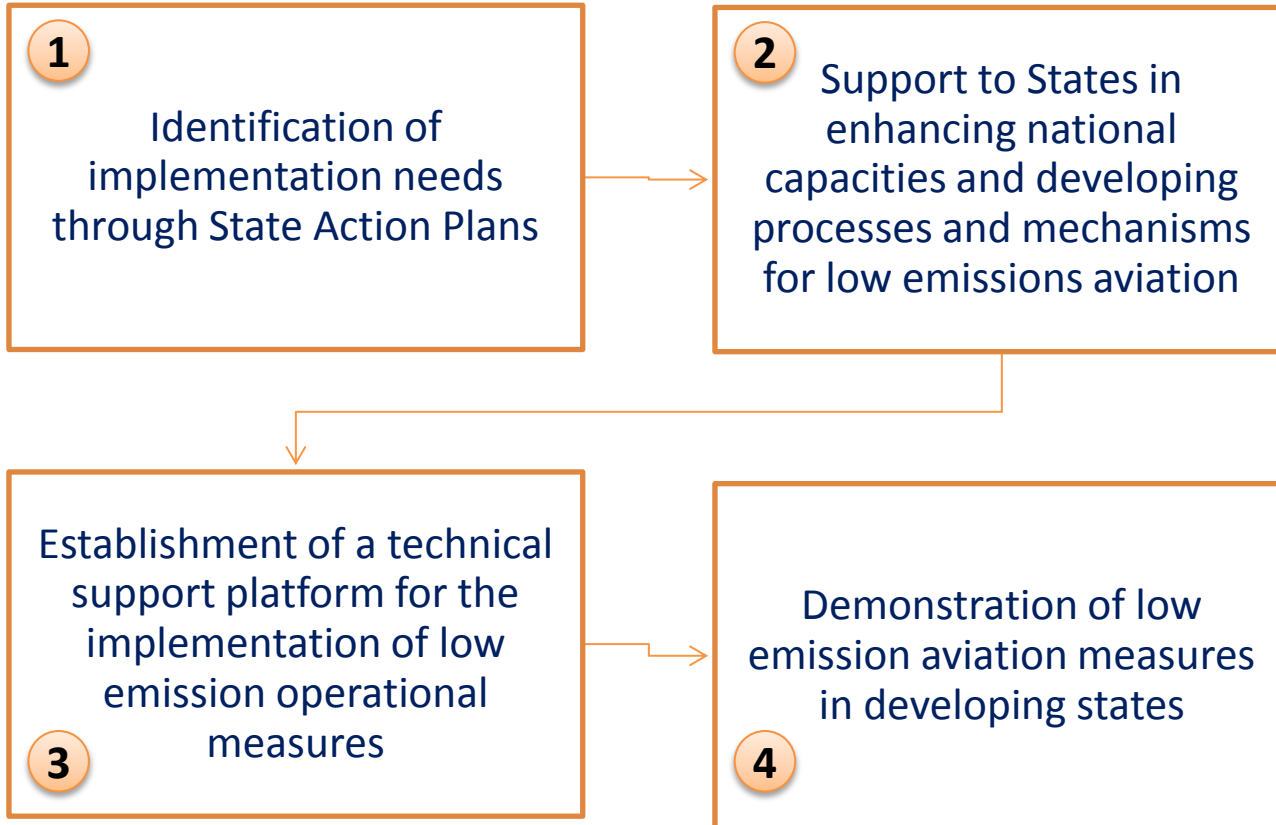 1
Identification of
implementation needs
through State Action Plans
2
Support to States in
enhancing national
capacities and developing
processes and mechanisms
for low emissions aviation
Establishment of a technical
support platform for the
implementation of low
emission operational
measures
3
Demonstration of low
emission aviation measures
in developing states
4